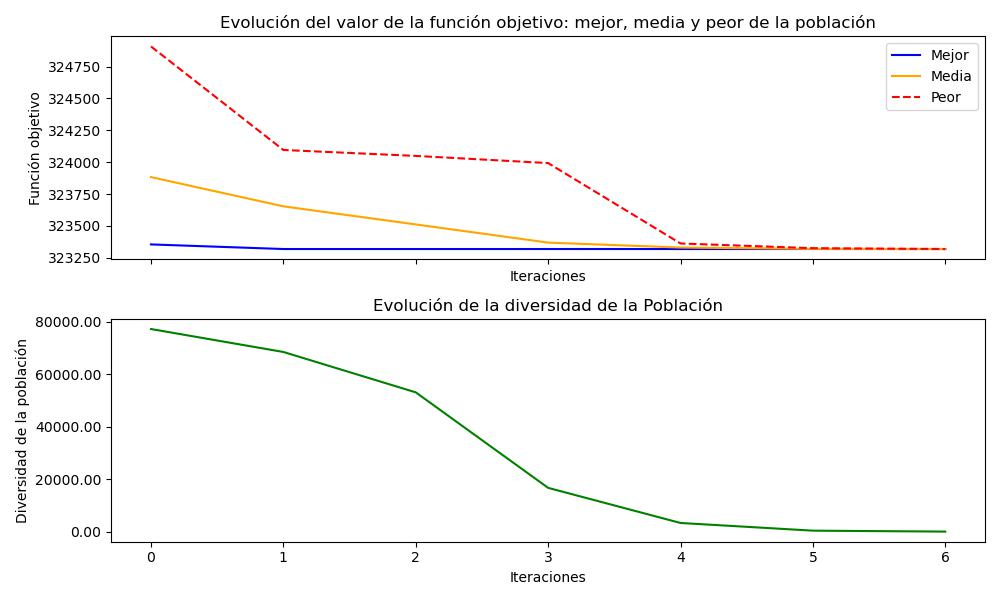 Evolución del valor de la función objetivo: mejor, media y peor de la población
Mejor
Media
Peor
324750
324500
324250
324000
323750
323500
323250
Función objetivo
Iteraciones
Evolución de la diversidad de la Población
80000.00
60000.00
40000.00
20000.00
0.00
Diversidad de la población
0 1 2 3 4 5 6
Iteraciones